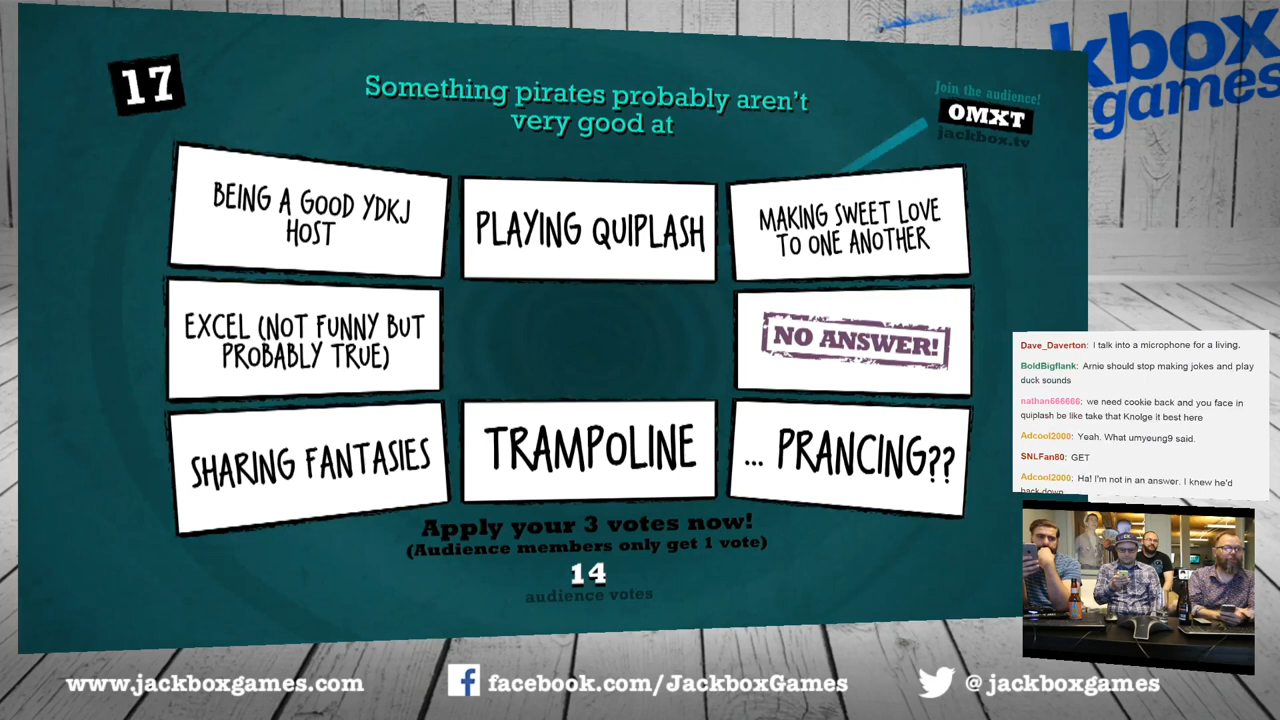 kbox
games
17
Something pirates probably aren't
very good at
Join the audience!
OMXT
jackbox.tv
BEING A GOOD YDKJ
HOST
PLAYING QUIPLASH
MAKING SWEET LOVE
TO ONE ANOTHER
EXCEL (NOT FUNNY BUT
PROBABLY TRUE)
NO ANSWER!
SHARING FANTASIES
TRAMPOLINE
... PRANCING??
Apply your 3 votes now!
(Audience members only get 1 vote)
14
audience votes
Dave_Daverton: I talk into a microphone for a living.
BoldBigflank: Arnie should stop making jokes and play
duck sounds
nathan666666: we need cookie back and you face in
quiplash be like take that Knolge it best here
Adcool2000: Yeah. What umyeung9 said.
SNLFan80: GET
Adcool2000: Ha! I'm not in an answer. I knew he'd
back down
www.jackboxgames.com
facebook.com/JackboxGames
@jackboxgames